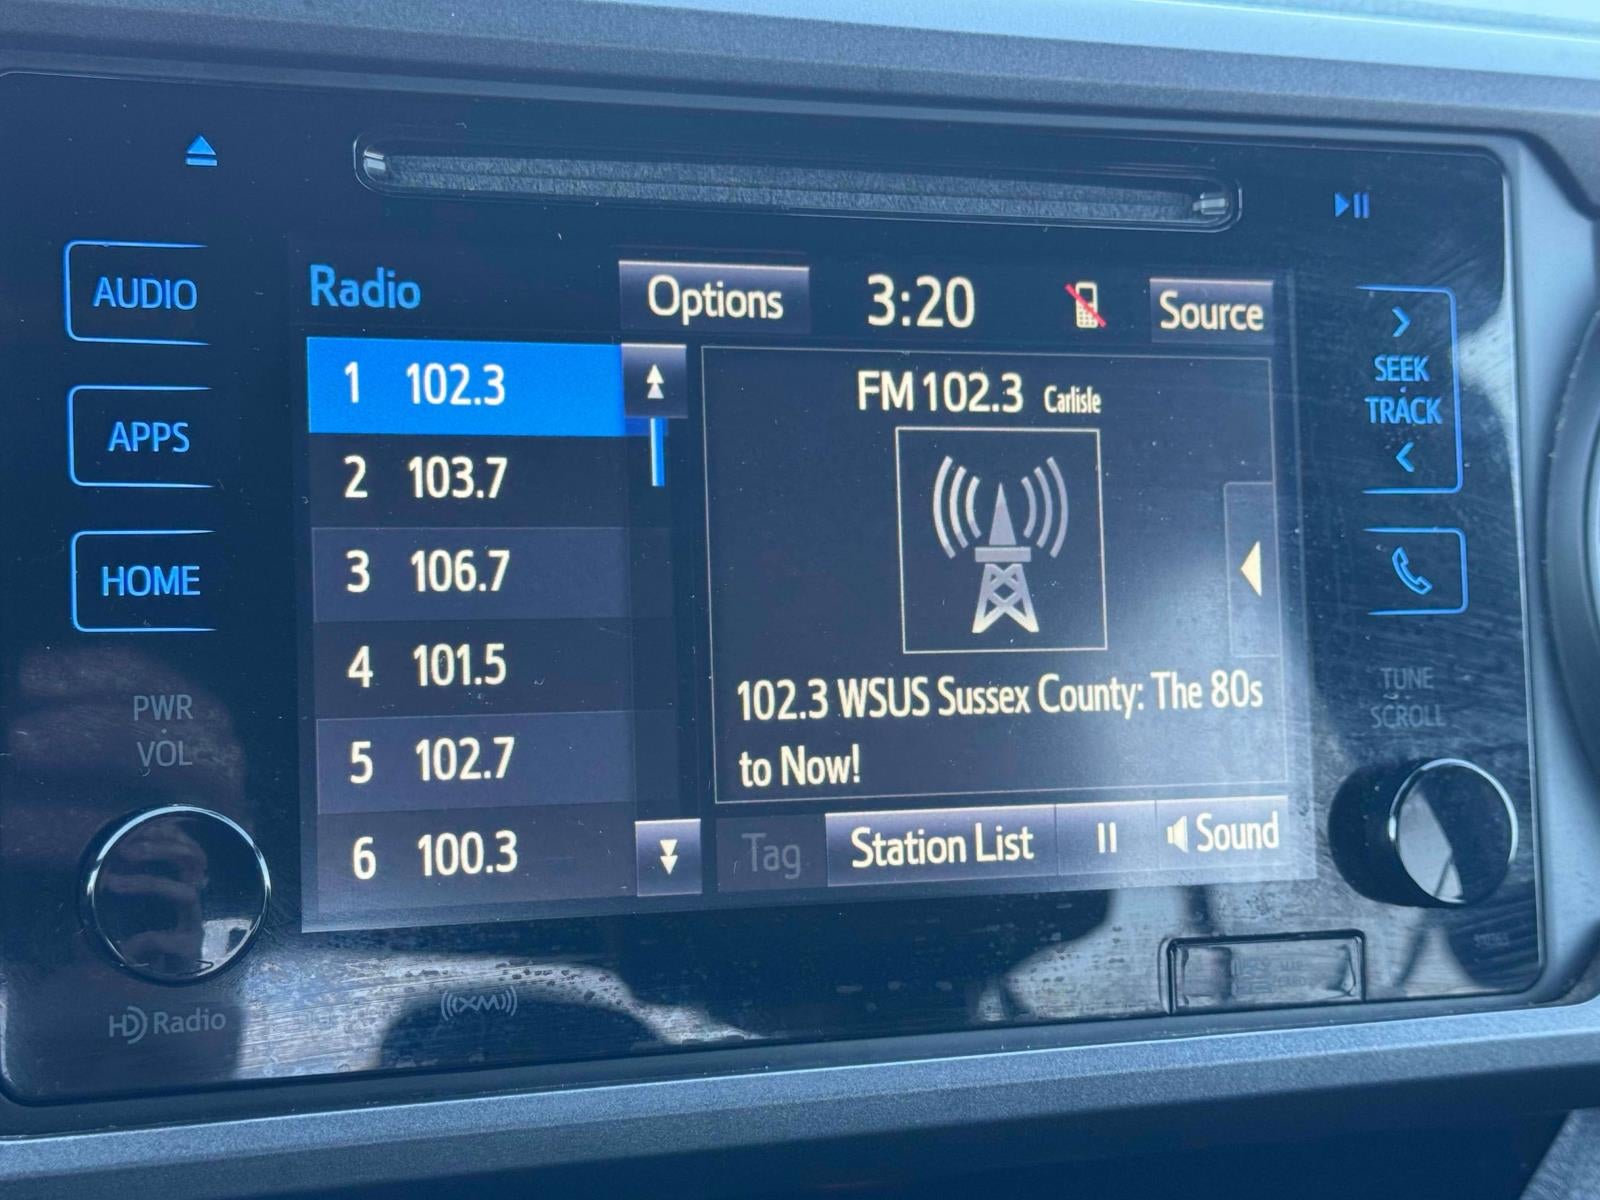 AUDIO
APPS
HOME
PWR
VOL
HD Radio
Radio
Options
3:20
Source
1 102.3
2 103.7
3 106.7
4 101.5
5 102.7
6 100.3
FM 102.3 Carlisle
102.3 WSUS Sussex County: The 80s
to Now!
Tag
Station List
Sound
SEEK
TRACK
TUNE
SCROLL
((XM))